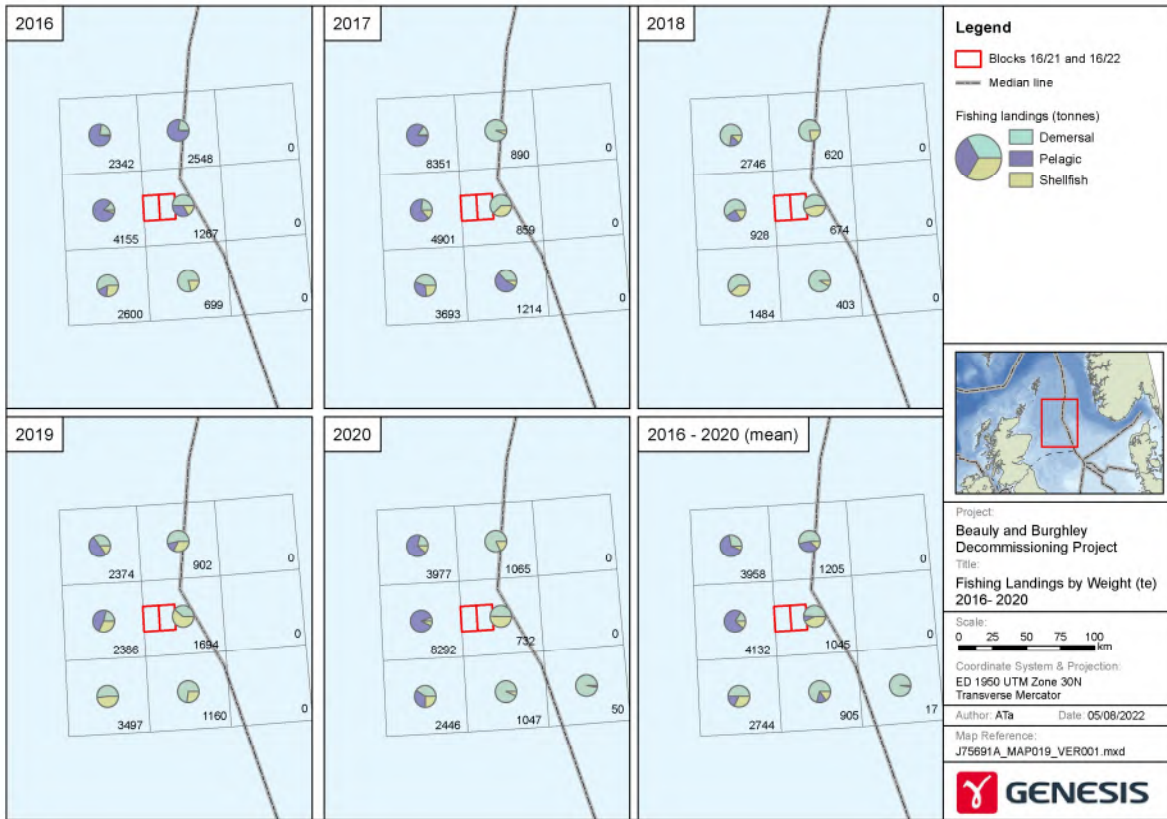 2016
2342
2548
0
4155
1267
0
2600
699
0
2017
8351
890
0
4901
859
0
3693
1214
0
2018
2746
620
0
928
674
0
1484
403
0
2019
2374
902
0
2386
1694
0
3497
1160
0
2020
3977
1065
0
8292
732
0
2446
1047
50
2016 - 2020 (mean)
3958
1205
0
4132
1045
0
2744
905
17
Legend
Blocks 16/21 and 16/22
Median line
Fishing landings (tonnes)
Demersal
Pelagic
Shellfish
Project:
Beauly and Burghley
Decommissioning Project
Title:
Fishing Landings by Weight (te)
2016- 2020
Scale:
0 25 50 75 100
km
Coordinate System & Projection:
ED 1950 UTM Zone 30N
Transverse Mercator
Author: ATa Date: 05/08/2022
Map Reference:
J75691A_MAP019_VER001.mxd
GENESIS